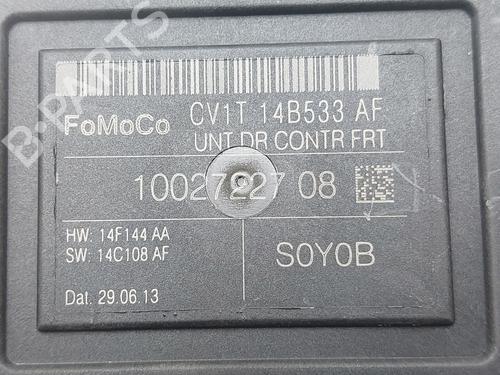 B-PARTS
FoMoCo CV1T 14B533 AF
UNT DR CONTR FRT
10027227 08
HW: 14F144 AA
SW: 14C108 AF
S0Y0B
Dat. 29.06.13